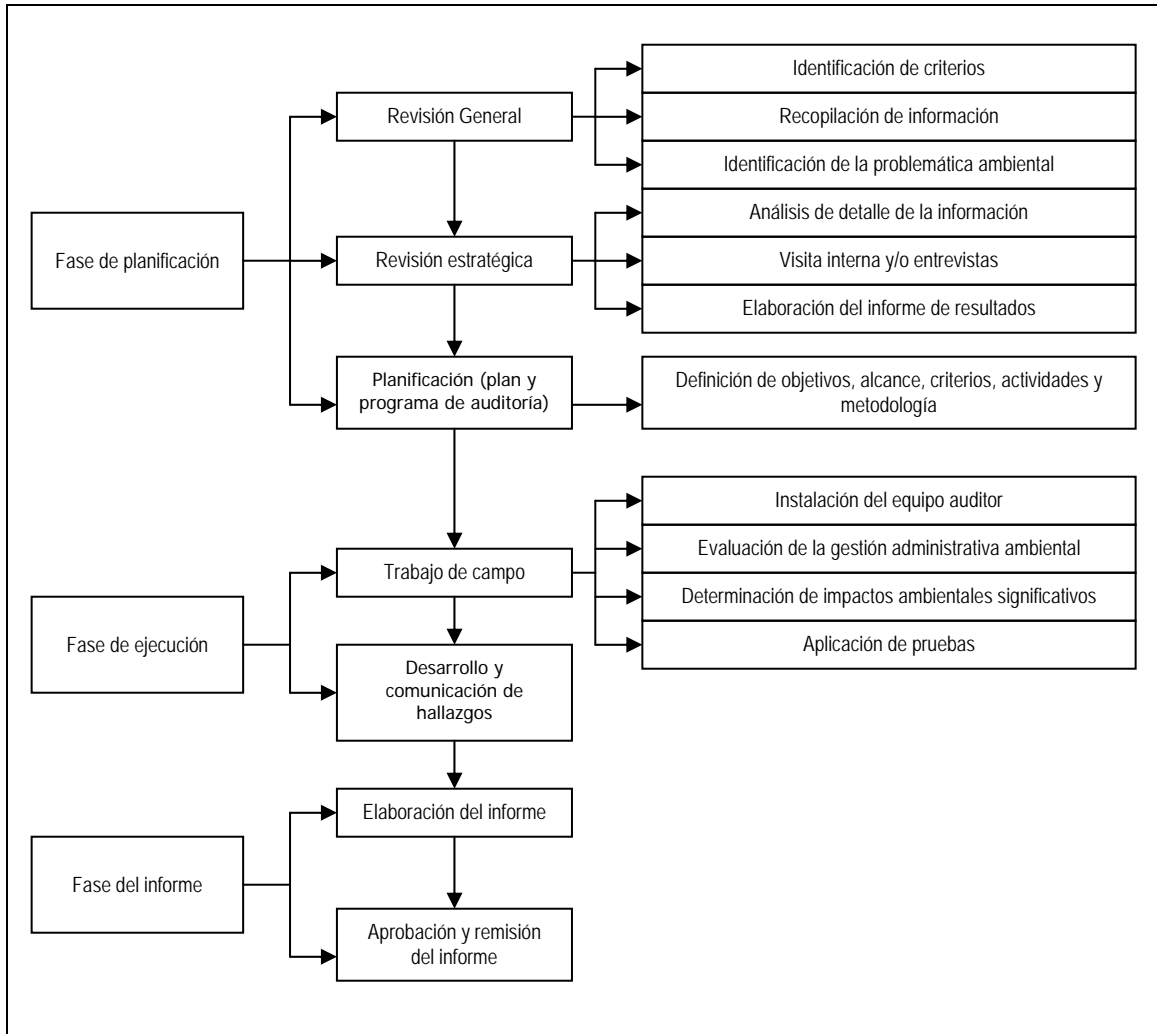 Fase de planificación
Revisión General
Identificación de criterios
Recopilación de información
Identificación de la problemática ambiental
Revisión estratégica
Análisis de detalle de la información
Visita interna y/o entrevistas
Elaboración del informe de resultados
Planificación (plan y
programa de auditoría)
Definición de objetivos, alcance, criterios, actividades y
metodología
Fase de ejecución
Trabajo de campo
Instalación del equipo auditor
Evaluación de la gestión administrativa ambiental
Determinación de impactos ambientales significativos
Aplicación de pruebas
Desarrollo y
comunicación de
hallazgos
Fase del informe
Elaboración del informe
Aprobación y remisión
del informe